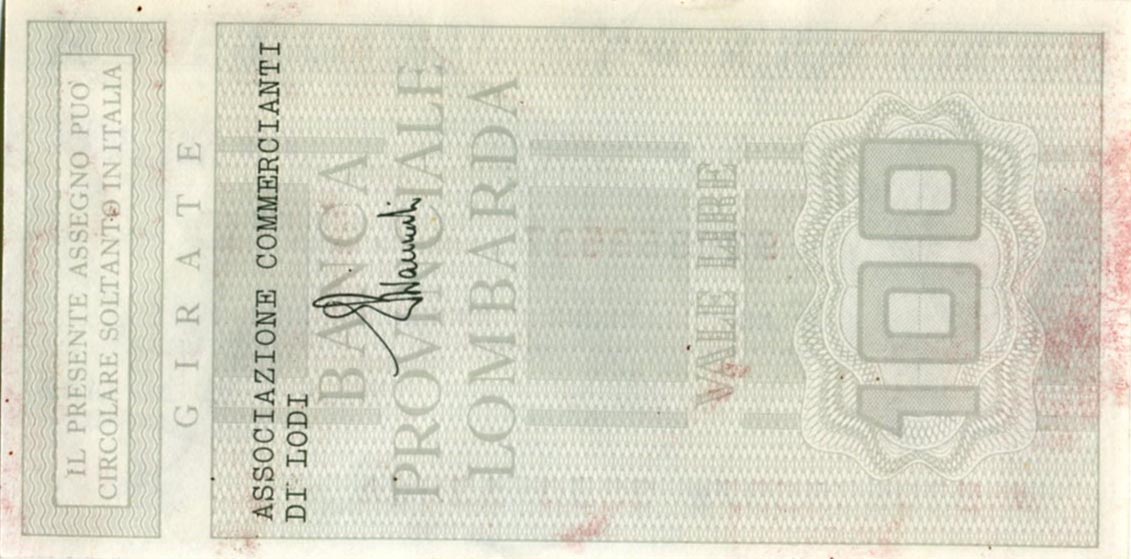 IL PRESENTE ASSEGNO PUO'
CIRCOLARE SOLTANTO IN ITALIA
GIRATE
ASSOCIAZIONE COMMERCIANTI
DI LODI
BANCA
PROVINCIALE
LOMBARDA
VALE LIRE
100